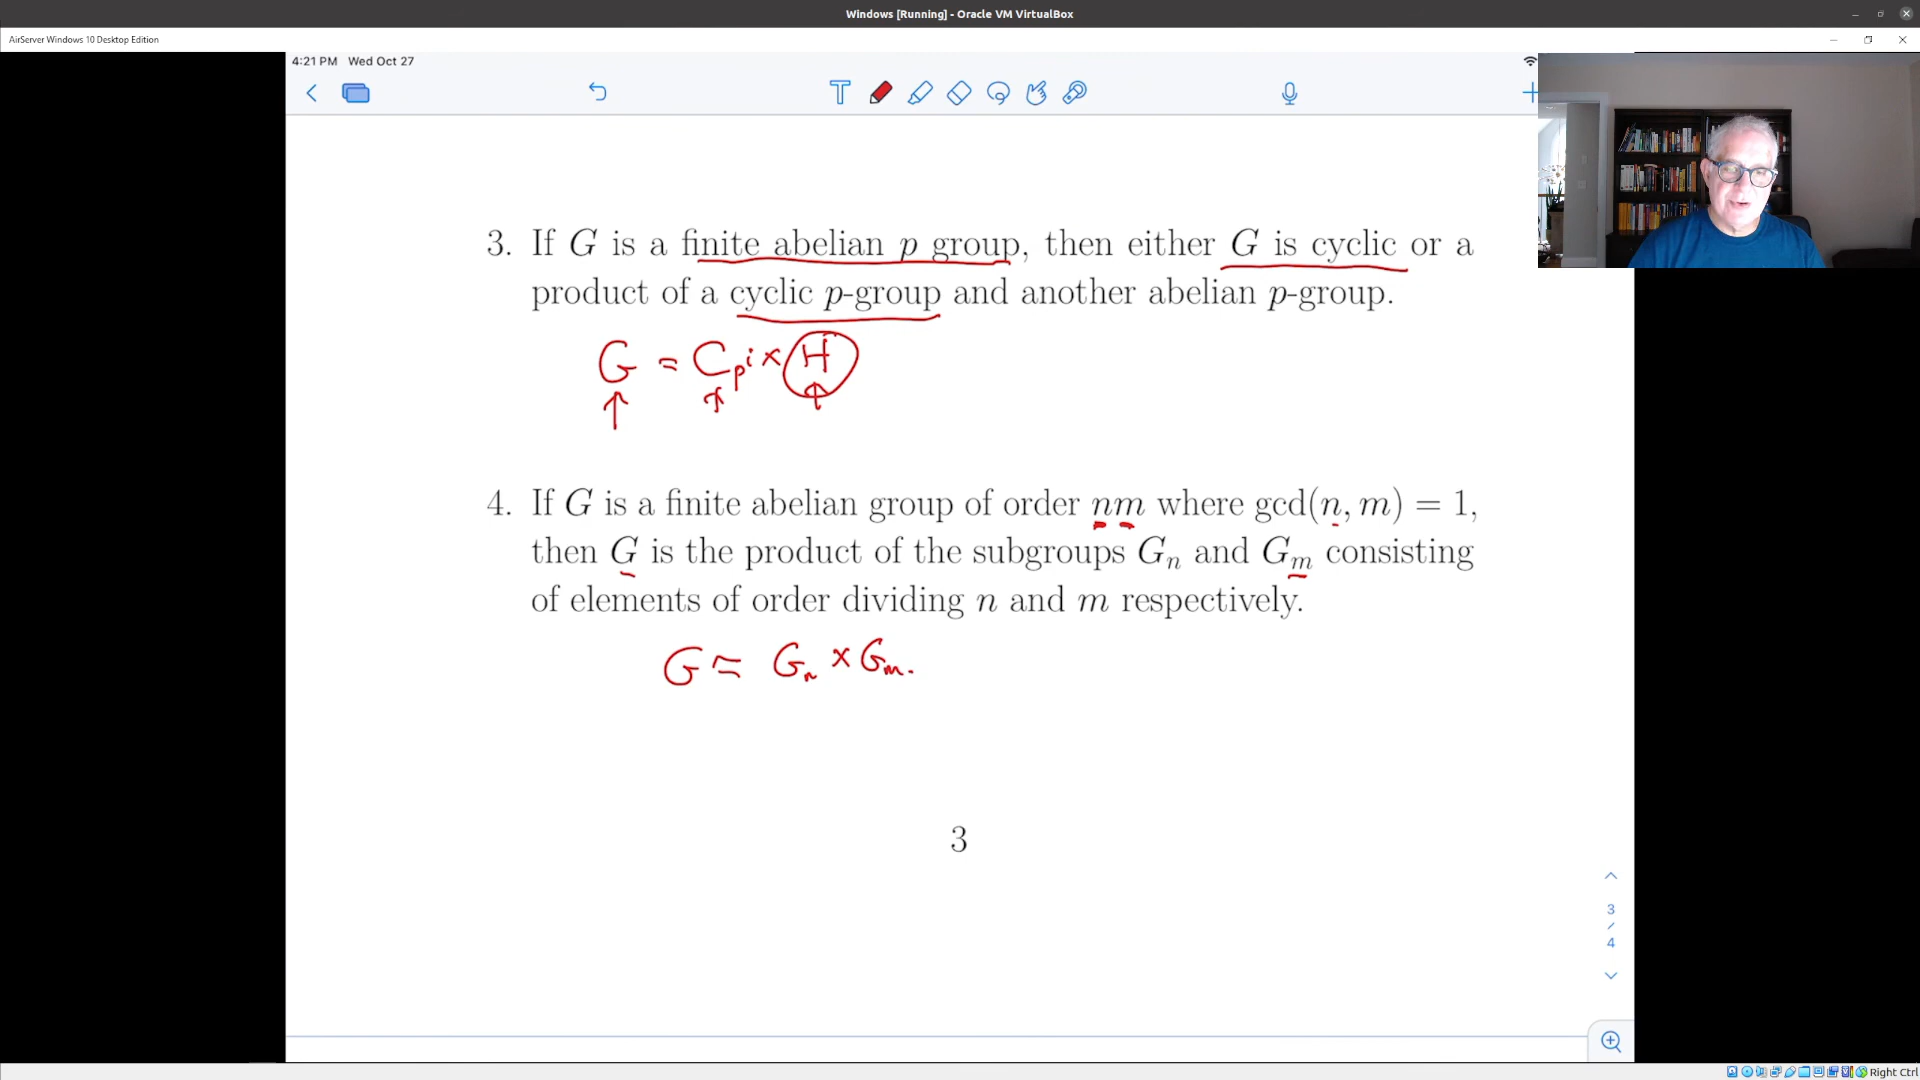 Windows [Running] - Oracle VM VirtualBox
AirServer Windows 10 Desktop Edition
4:21 PM Wed Oct 27
3. If G is a finite abelian p group, then either G is cyclic or a
product of a cyclic p-group and another abelian p-group.
G ≈ C_{p^i} × H
4. If G is a finite abelian group of order nm where gcd(n, m) = 1,
then G is the product of the subgroups G_n and G_m consisting
of elements of order dividing n and m respectively.
G ≈ G_n × G_m.
3
3
/
4
Right Ctrl